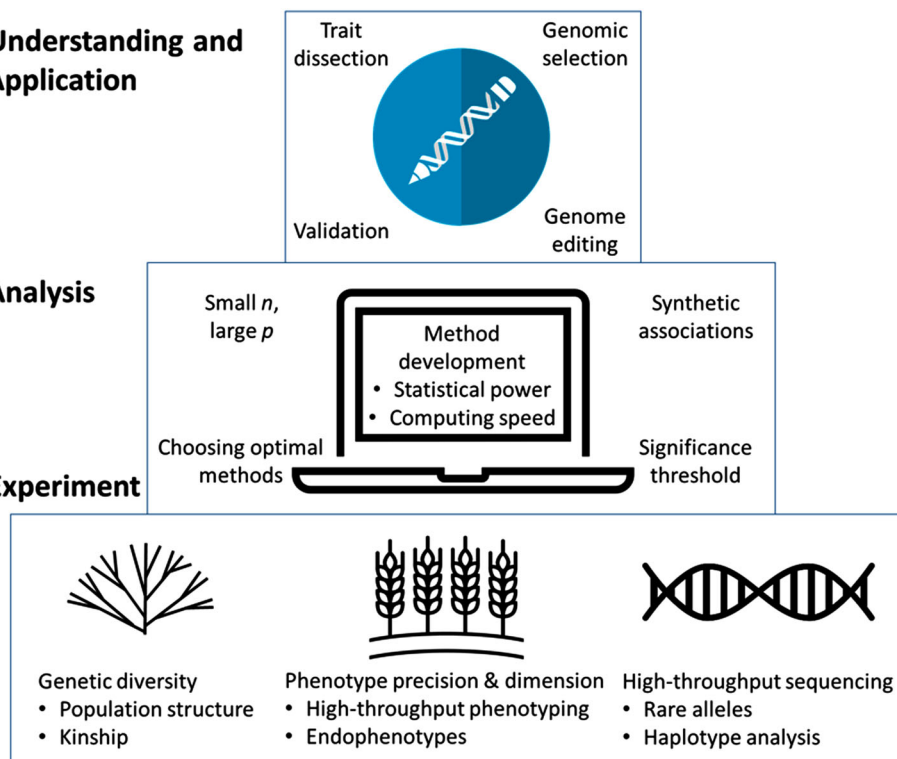 Understanding and
Application
Trait
dissection
Genomic
selection
Validation
Genome
editing
Analysis
Small n,
large p
Synthetic
associations
Method
development
• Statistical power
• Computing speed
Choosing optimal
methods
Significance
threshold
Experiment
Genetic diversity
• Population structure
• Kinship
Phenotype precision & dimension
• High-throughput phenotyping
• Endophenotypes
High-throughput sequencing
• Rare alleles
• Haplotype analysis